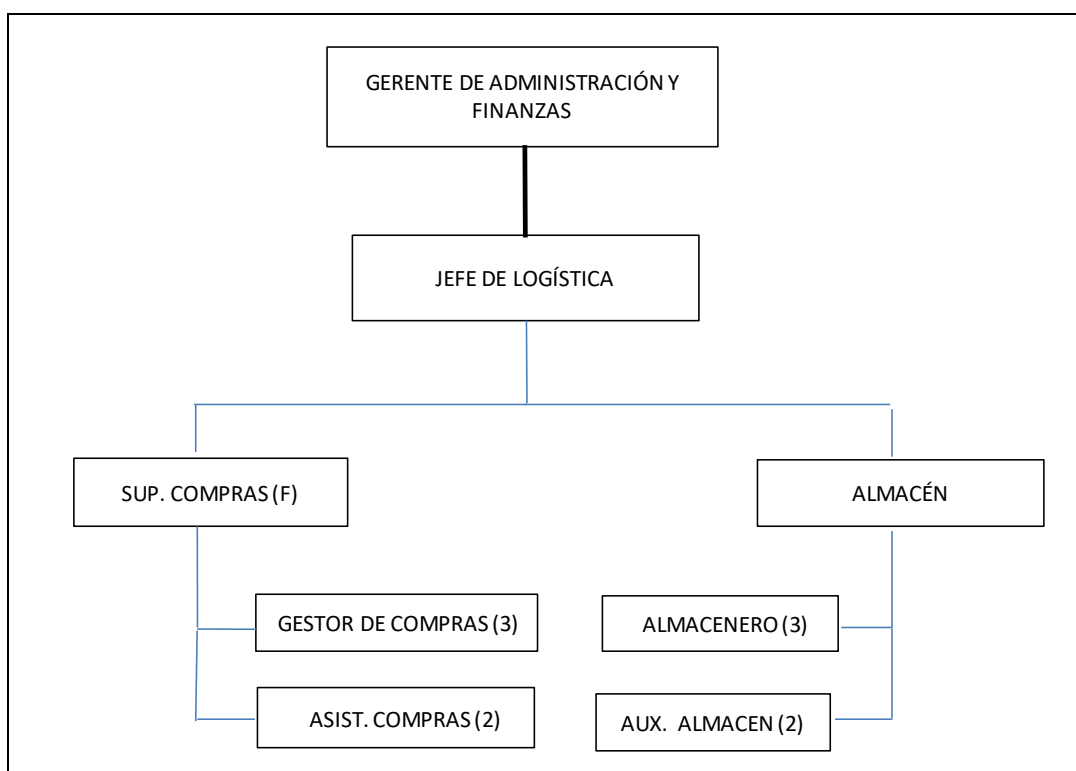 GERENTE DE ADMINISTRACIÓN Y
FINANZAS
JEFE DE LOGÍSTICA
SUP. COMPRAS (F)
ALMACÉN
GESTOR DE COMPRAS (3)
ALMACENERO (3)
ASIST. COMPRAS (2)
AUX. ALMACEN (2)